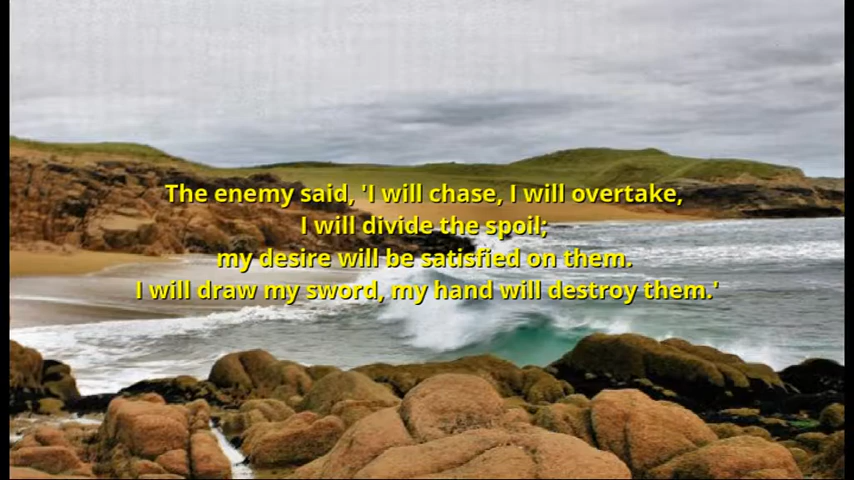 The enemy said, 'I will chase, I will overtake,
I will divide the spoil;
my desire will be satisfied on them.
I will draw my sword, my hand will destroy them.'